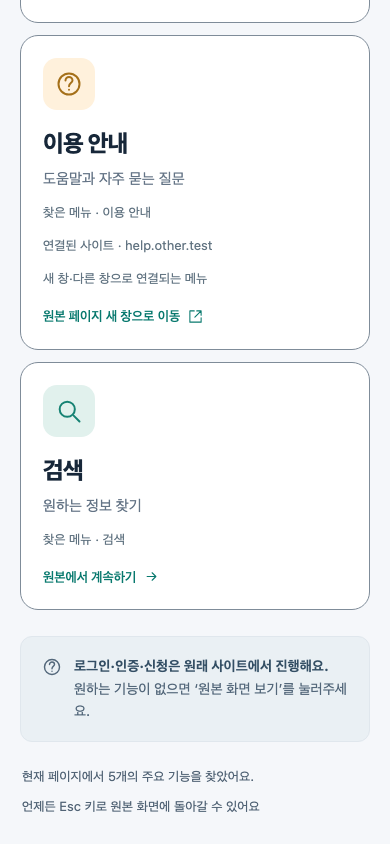 이용 안내
도움말과 자주 묻는 질문
찾은 메뉴 · 이용 안내
연결된 사이트 · help.other.test
새 창·다른 창으로 연결되는 메뉴
원본 페이지 새 창으로 이동
검색
원하는 정보 찾기
찾은 메뉴 · 검색
원본에서 계속하기 →
로그인·인증·신청은 원래 사이트에서 진행해요.
원하는 기능이 없으면 ‘원본 화면 보기’를 눌러주세
요.
현재 페이지에서 5개의 주요 기능을 찾았어요.
언제든 Esc 키로 원본 화면에 돌아갈 수 있어요